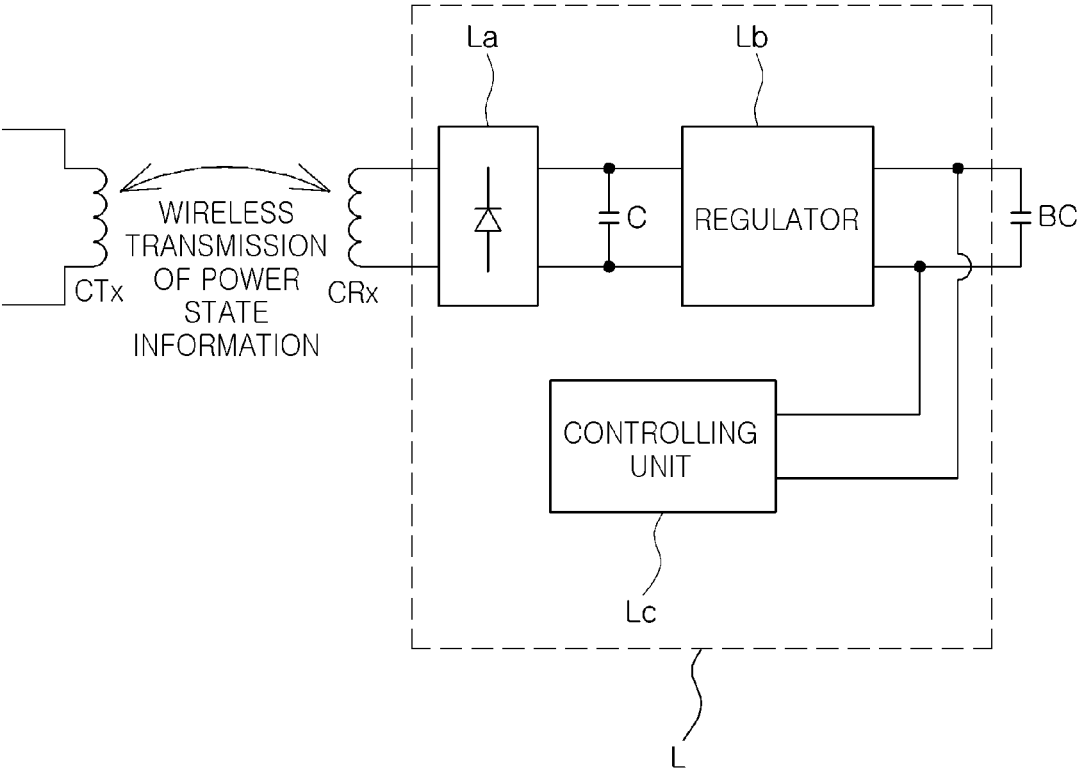 La
Lb
WIRELESS
TRANSMISSION
OF POWER
STATE
INFORMATION
CTx
CRx
C
REGULATOR
BC
CONTROLLING
UNIT
Lc
L